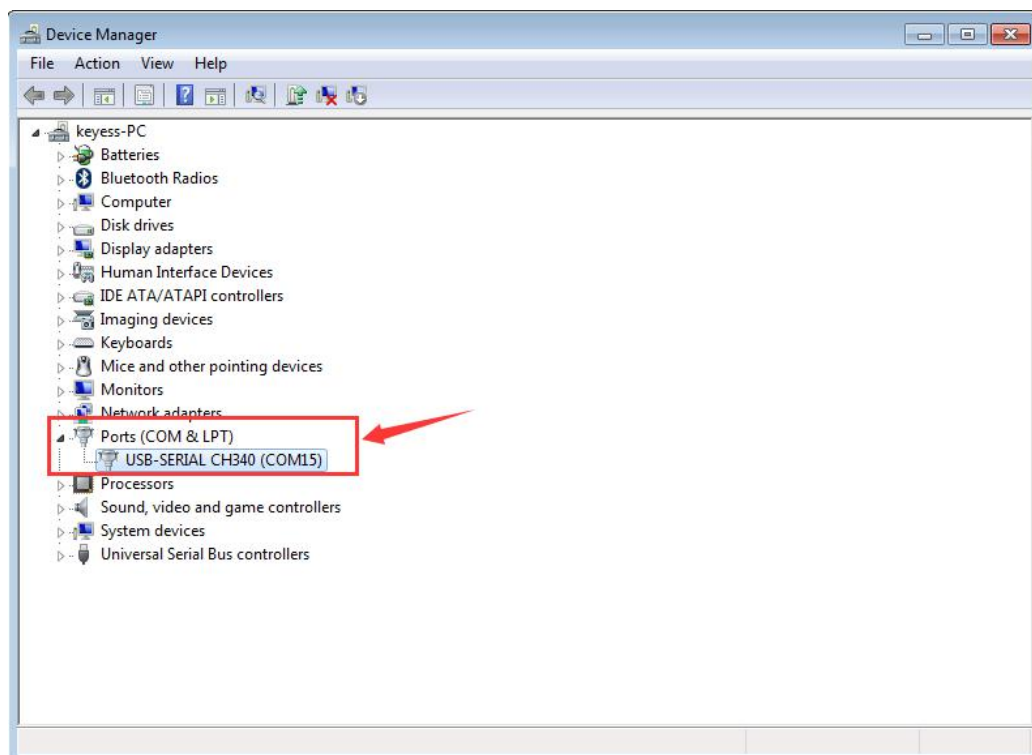 Device Manager
File Action View Help
keyess-PC
Batteries
Bluetooth Radios
Computer
Disk drives
Display adapters
Human Interface Devices
IDE ATA/ATAPI controllers
Imaging devices
Keyboards
Mice and other pointing devices
Monitors
Network adapters
Ports (COM & LPT)
USB-SERIAL CH340 (COM15)
Processors
Sound, video and game controllers
System devices
Universal Serial Bus controllers